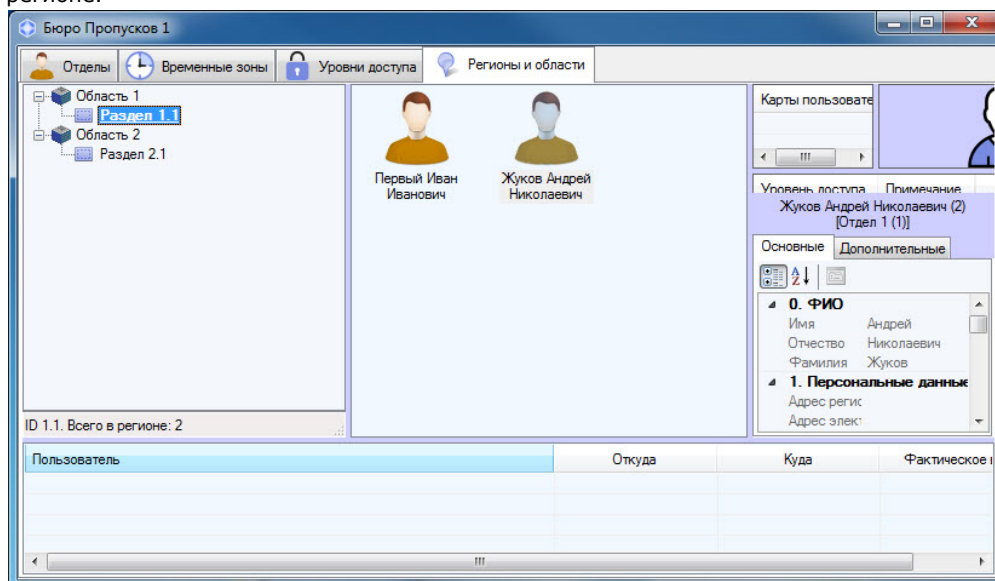 регионе.
Бюро Пропусков 1
Отделы Временные зоны Уровни доступа Регионы и области
Область 1
Раздел 1.1
Область 2
Раздел 2.1
ID 1.1. Всего в регионе: 2
Первый Иван
Иванович
Жуков Андрей
Николаевич
Карты пользовате
Уровень доступа Примечание
Жуков Андрей Николаевич (2)
[Отдел 1 (1)]
Основные Дополнительные
0. ФИО
Имя Андрей
Отчество Николаевич
Фамилия Жуков
1. Персональные данные
Адрес регис
Адрес элект
Пользователь Откуда Куда Фактическое